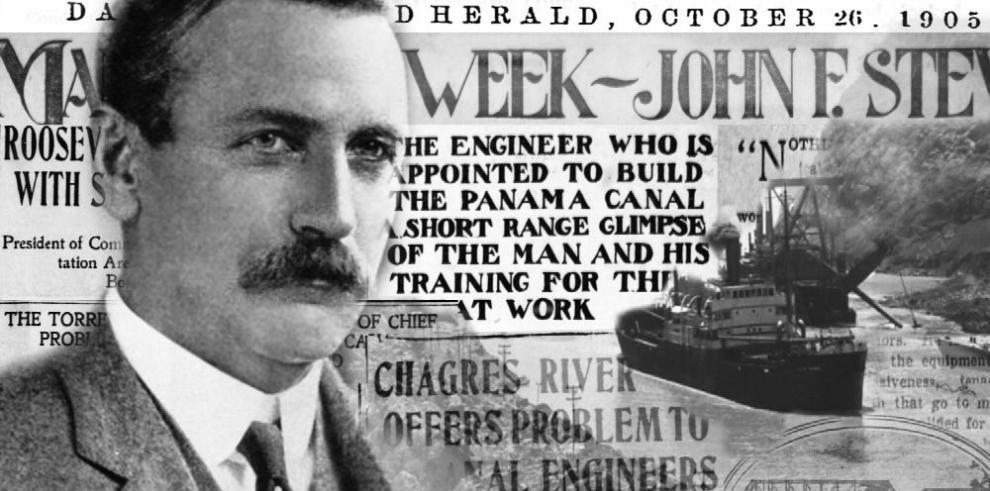 DA D HERALD, OCTOBER 26. 1905
MA WEEK—JOHN F. STEV
ROOSEV
WITH S
THE ENGINEER WHO IS
APPOINTED TO BUILD
THE PANAMA CANAL
A SHORT RANGE GLIMPSE
OF THE MAN AND HIS
TRAINING FOR THE
AT WORK
"NOTHI
wor
President of Com
tation Are
Be
THE TORRE
PROBL
OF CHIEF
CA
CHAGRES RIVER
OFFERS PROBLEM TO
NAL ENGINEERS
ors.
the equipment
siveness,
h that go to m
ified for